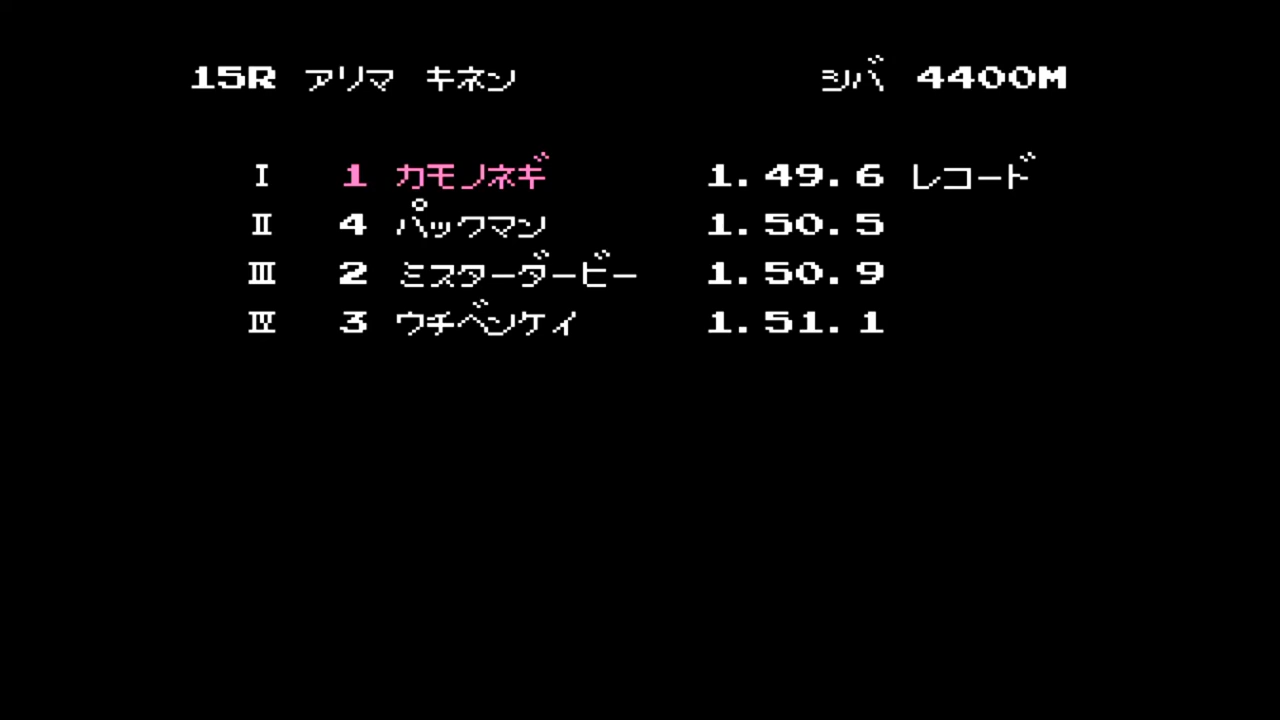 15R アリマ キネン シバ 4400M
Ⅰ 1 カモノネギ 1.49.6 レコード
Ⅱ 4 パックマン 1.50.5
Ⅲ 2 ミスターダービー 1.50.9
Ⅳ 3 ウチベンケイ 1.51.1